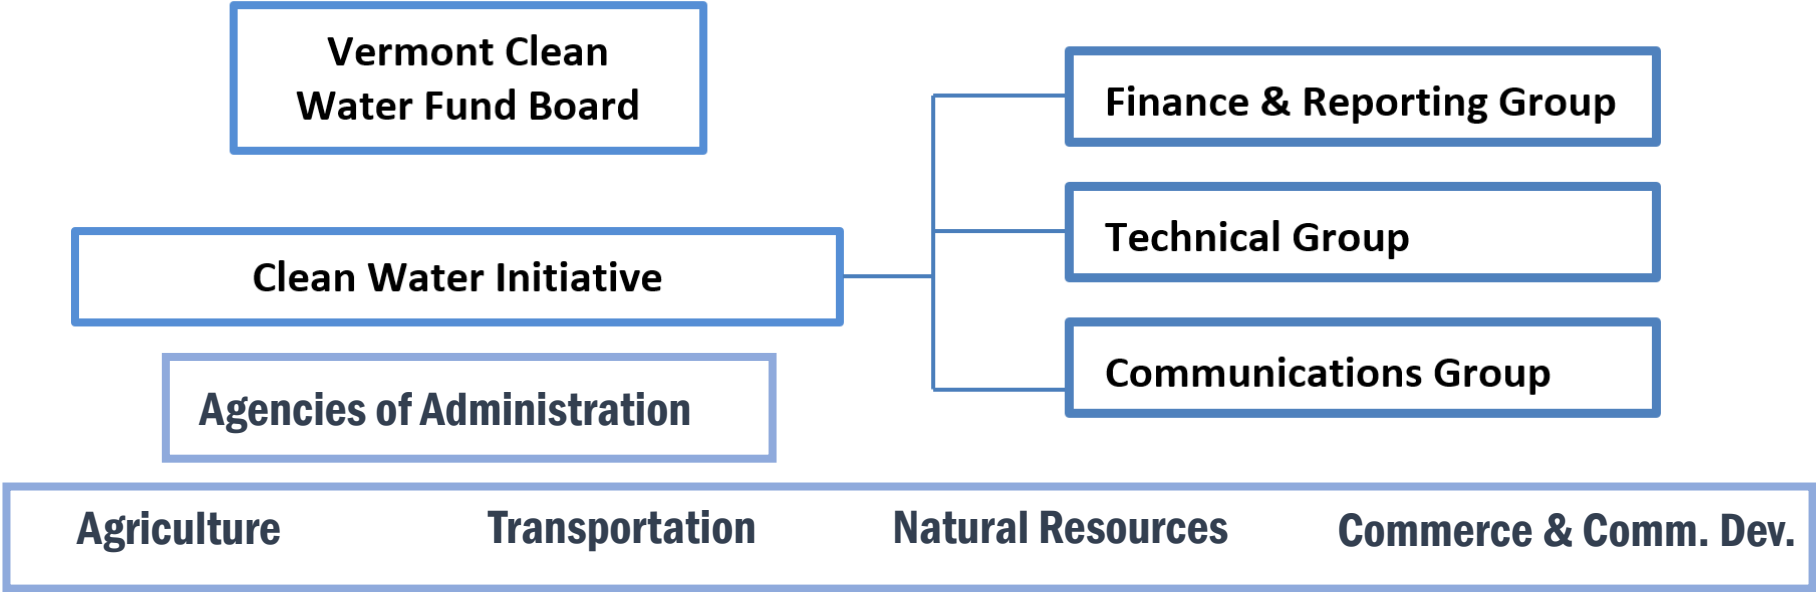 Vermont Clean
Water Fund Board
Finance & Reporting Group
Technical Group
Clean Water Initiative
Communications Group
Agencies of Administration
Agriculture
Transportation
Natural Resources
Commerce & Comm. Dev.